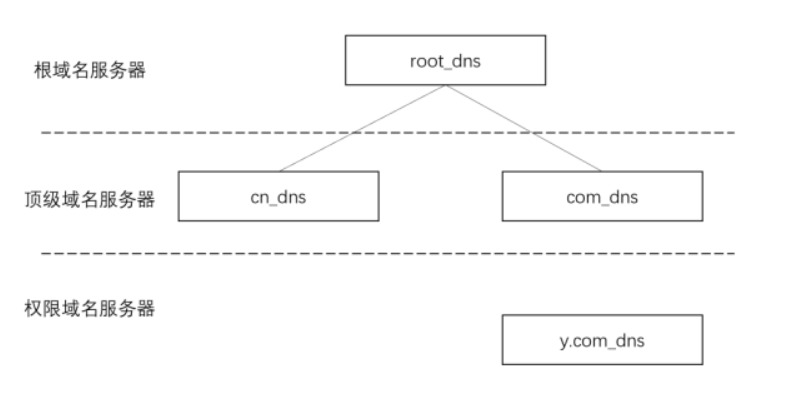 根域名服务器
root_dns
顶级域名服务器
cn_dns
com_dns
权限域名服务器
y.com_dns